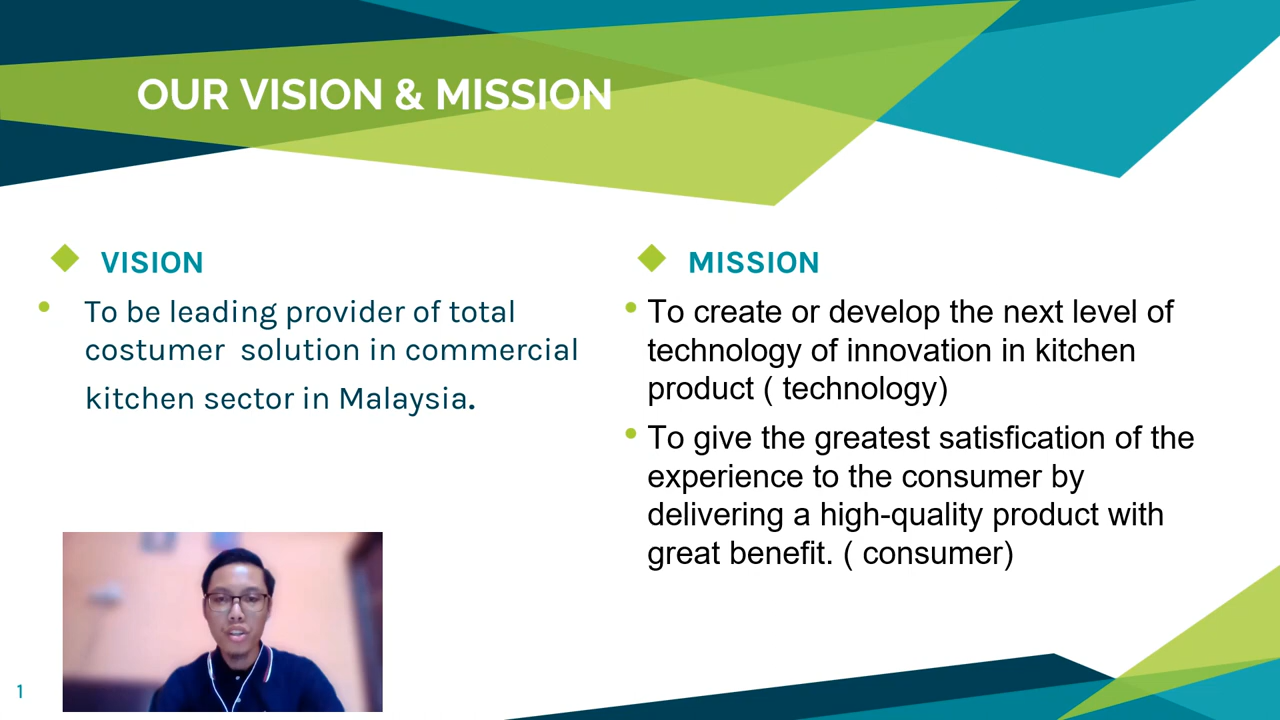 OUR VISION & MISSION
VISION
To be leading provider of total
costumer  solution in commercial
kitchen sector in Malaysia.
MISSION
To create or develop the next level of
technology of innovation in kitchen
product ( technology)
To give the greatest satisfication of the
experience to the consumer by
delivering a high-quality product with
great benefit. ( consumer)
1